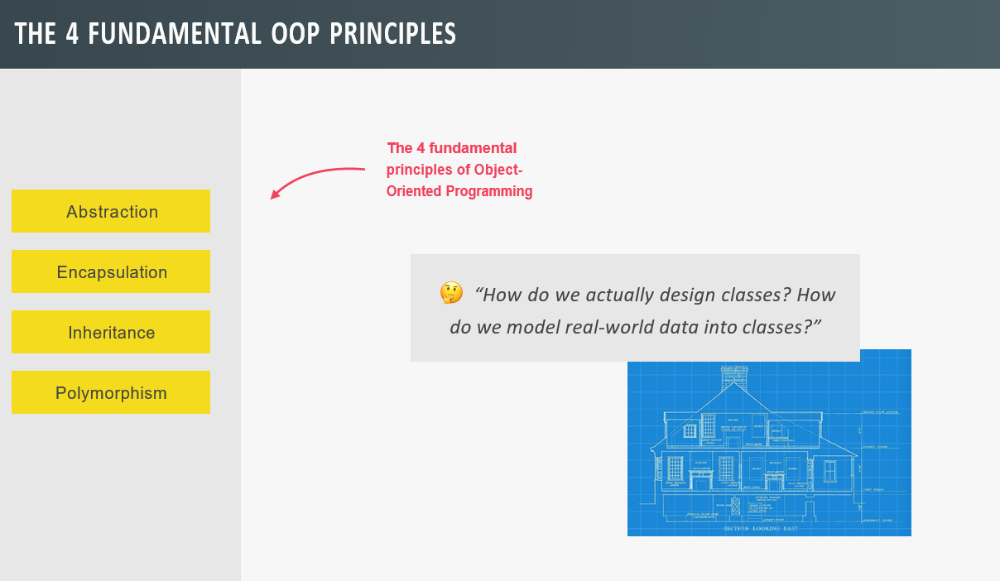 THE 4 FUNDAMENTAL OOP PRINCIPLES
Abstraction
Encapsulation
Inheritance
Polymorphism
The 4 fundamental
principles of Object-
Oriented Programming
🤔 “How do we actually design classes? How
do we model real-world data into classes?”
SECTION LOOKING EAST